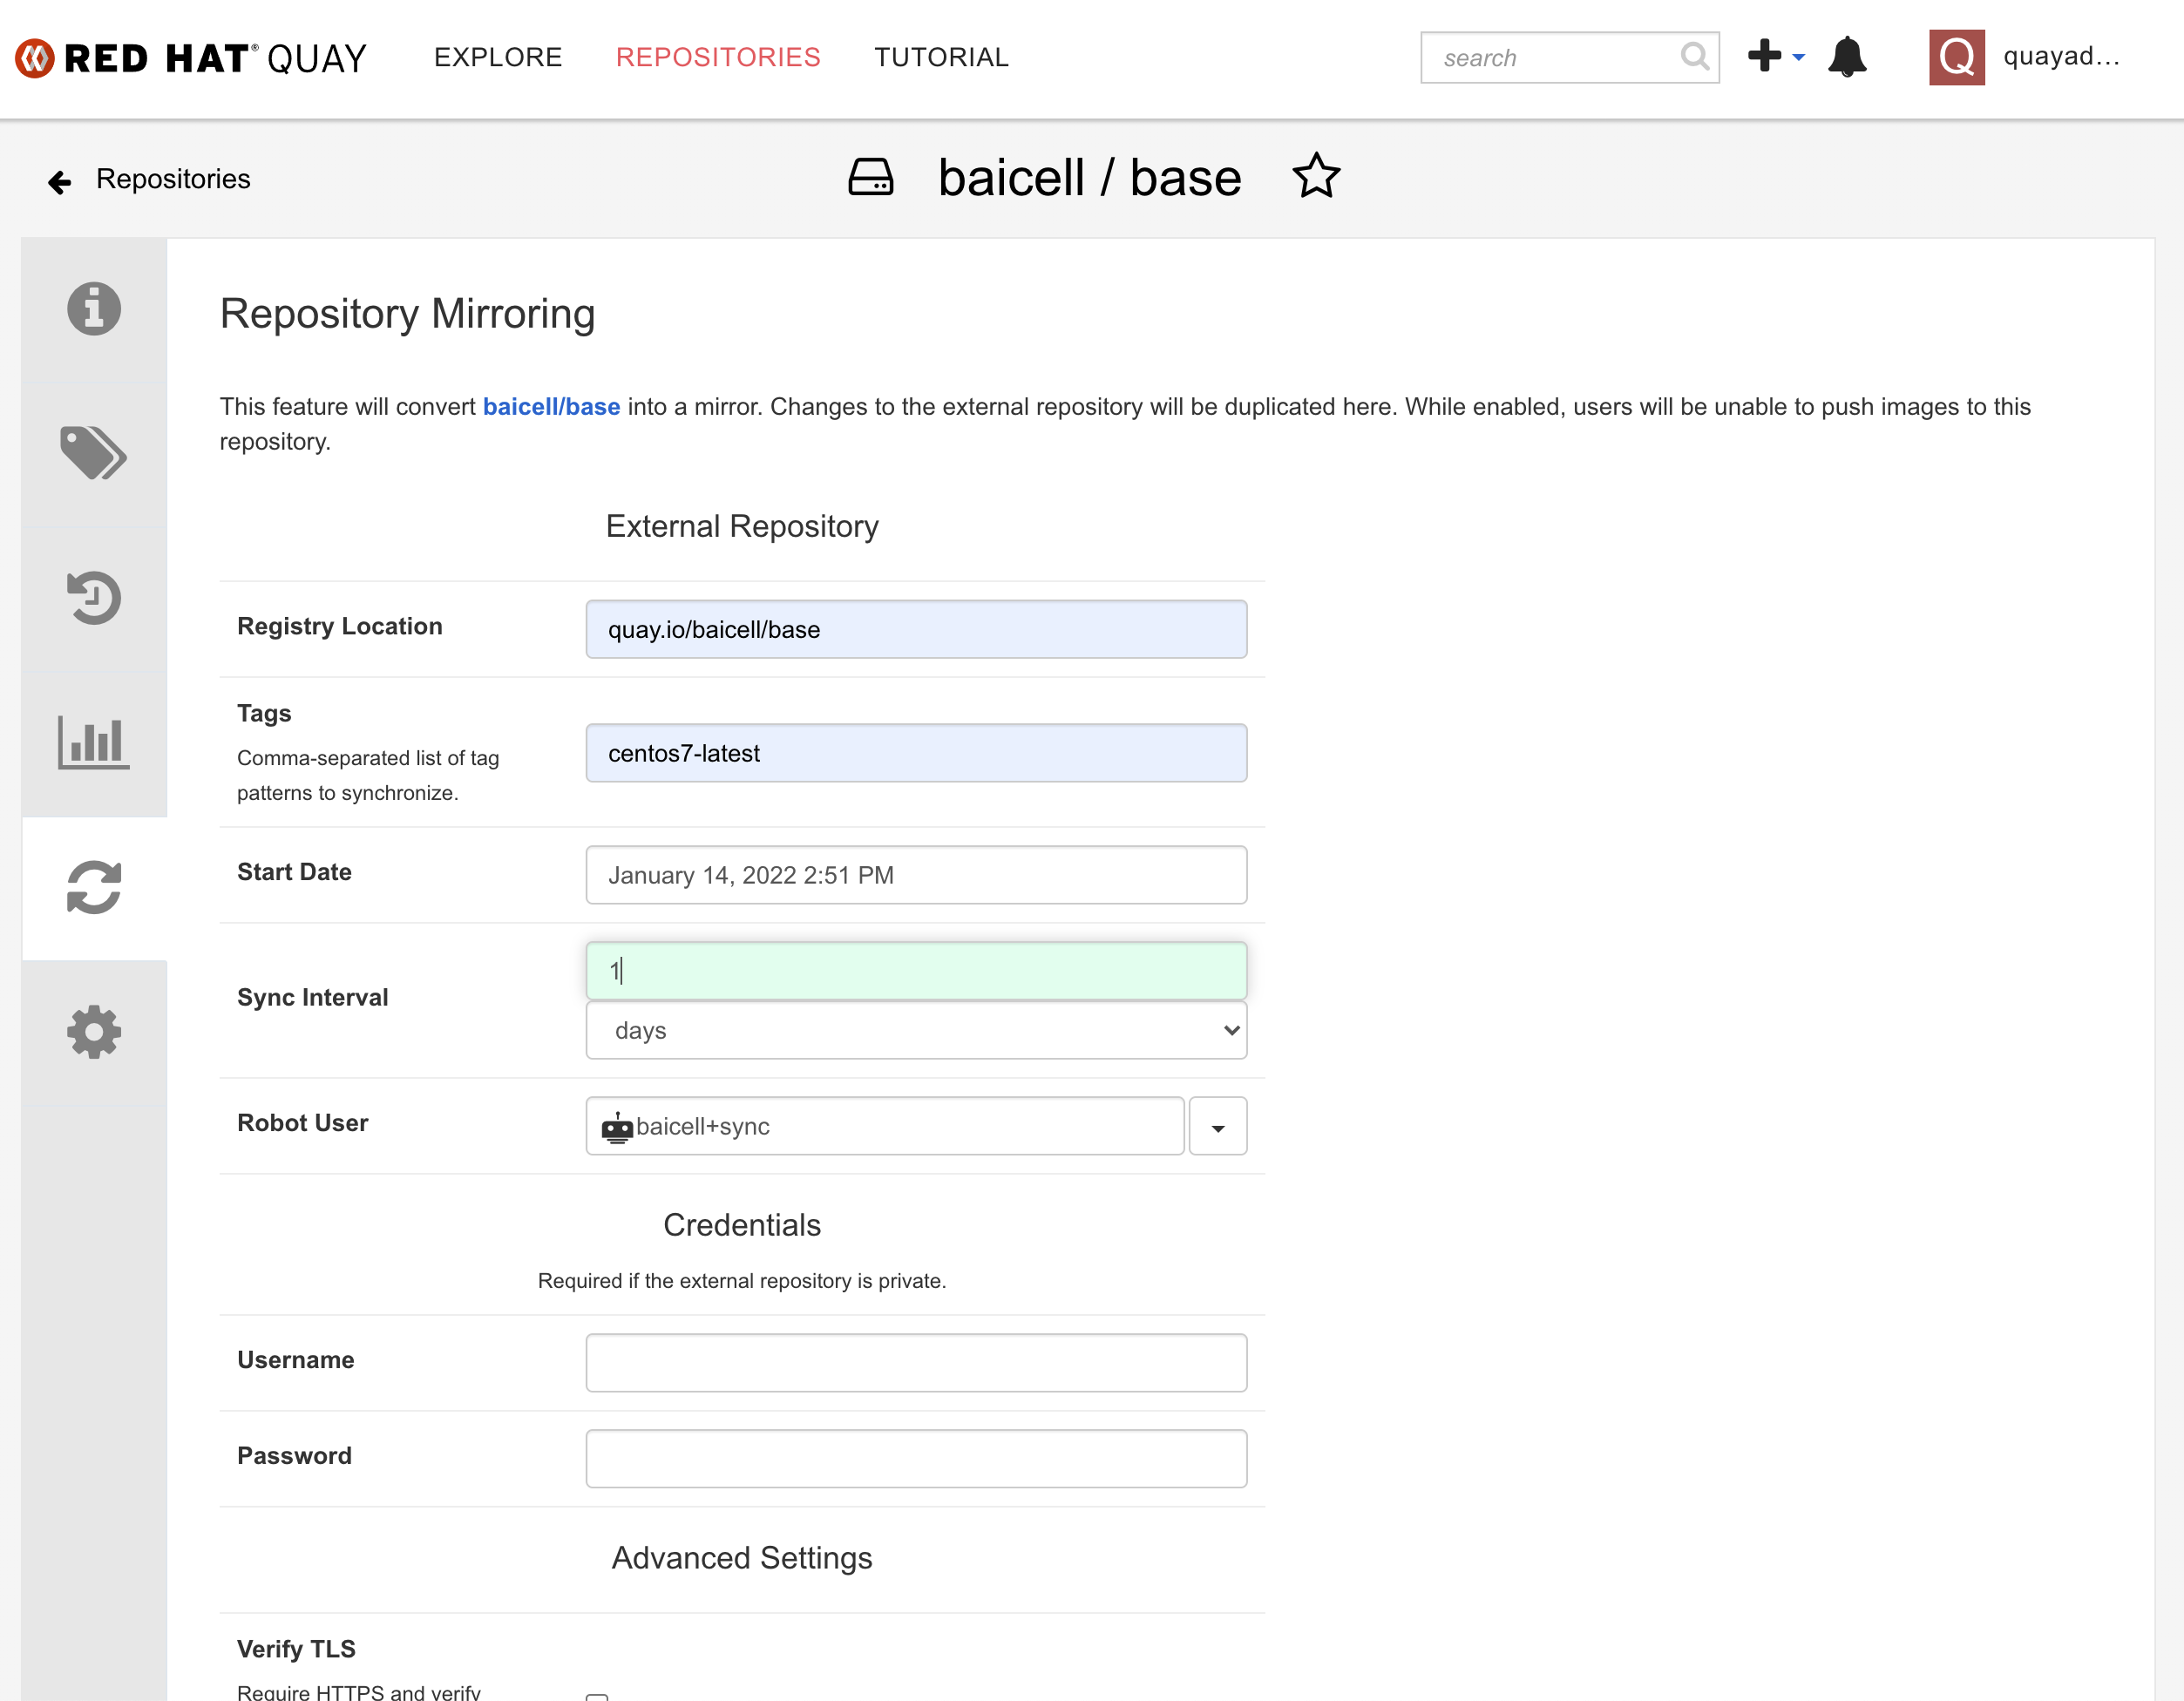 RED HAT® QUAY
EXPLORE
REPOSITORIES
TUTORIAL
search
Q
quayad...
Repositories
baicell / base
Repository Mirroring
This feature will convert baicell/base into a mirror. Changes to the external repository will be duplicated here. While enabled, users will be unable to push images to this
repository.
External Repository
Registry Location
quay.io/baicell/base
Tags
Comma-separated list of tag
patterns to synchronize.
centos7-latest
Start Date
January 14, 2022 2:51 PM
Sync Interval
1
days
Robot User
baicell+sync
Credentials
Required if the external repository is private.
Username
Password
Advanced Settings
Verify TLS
Require HTTPS and verify